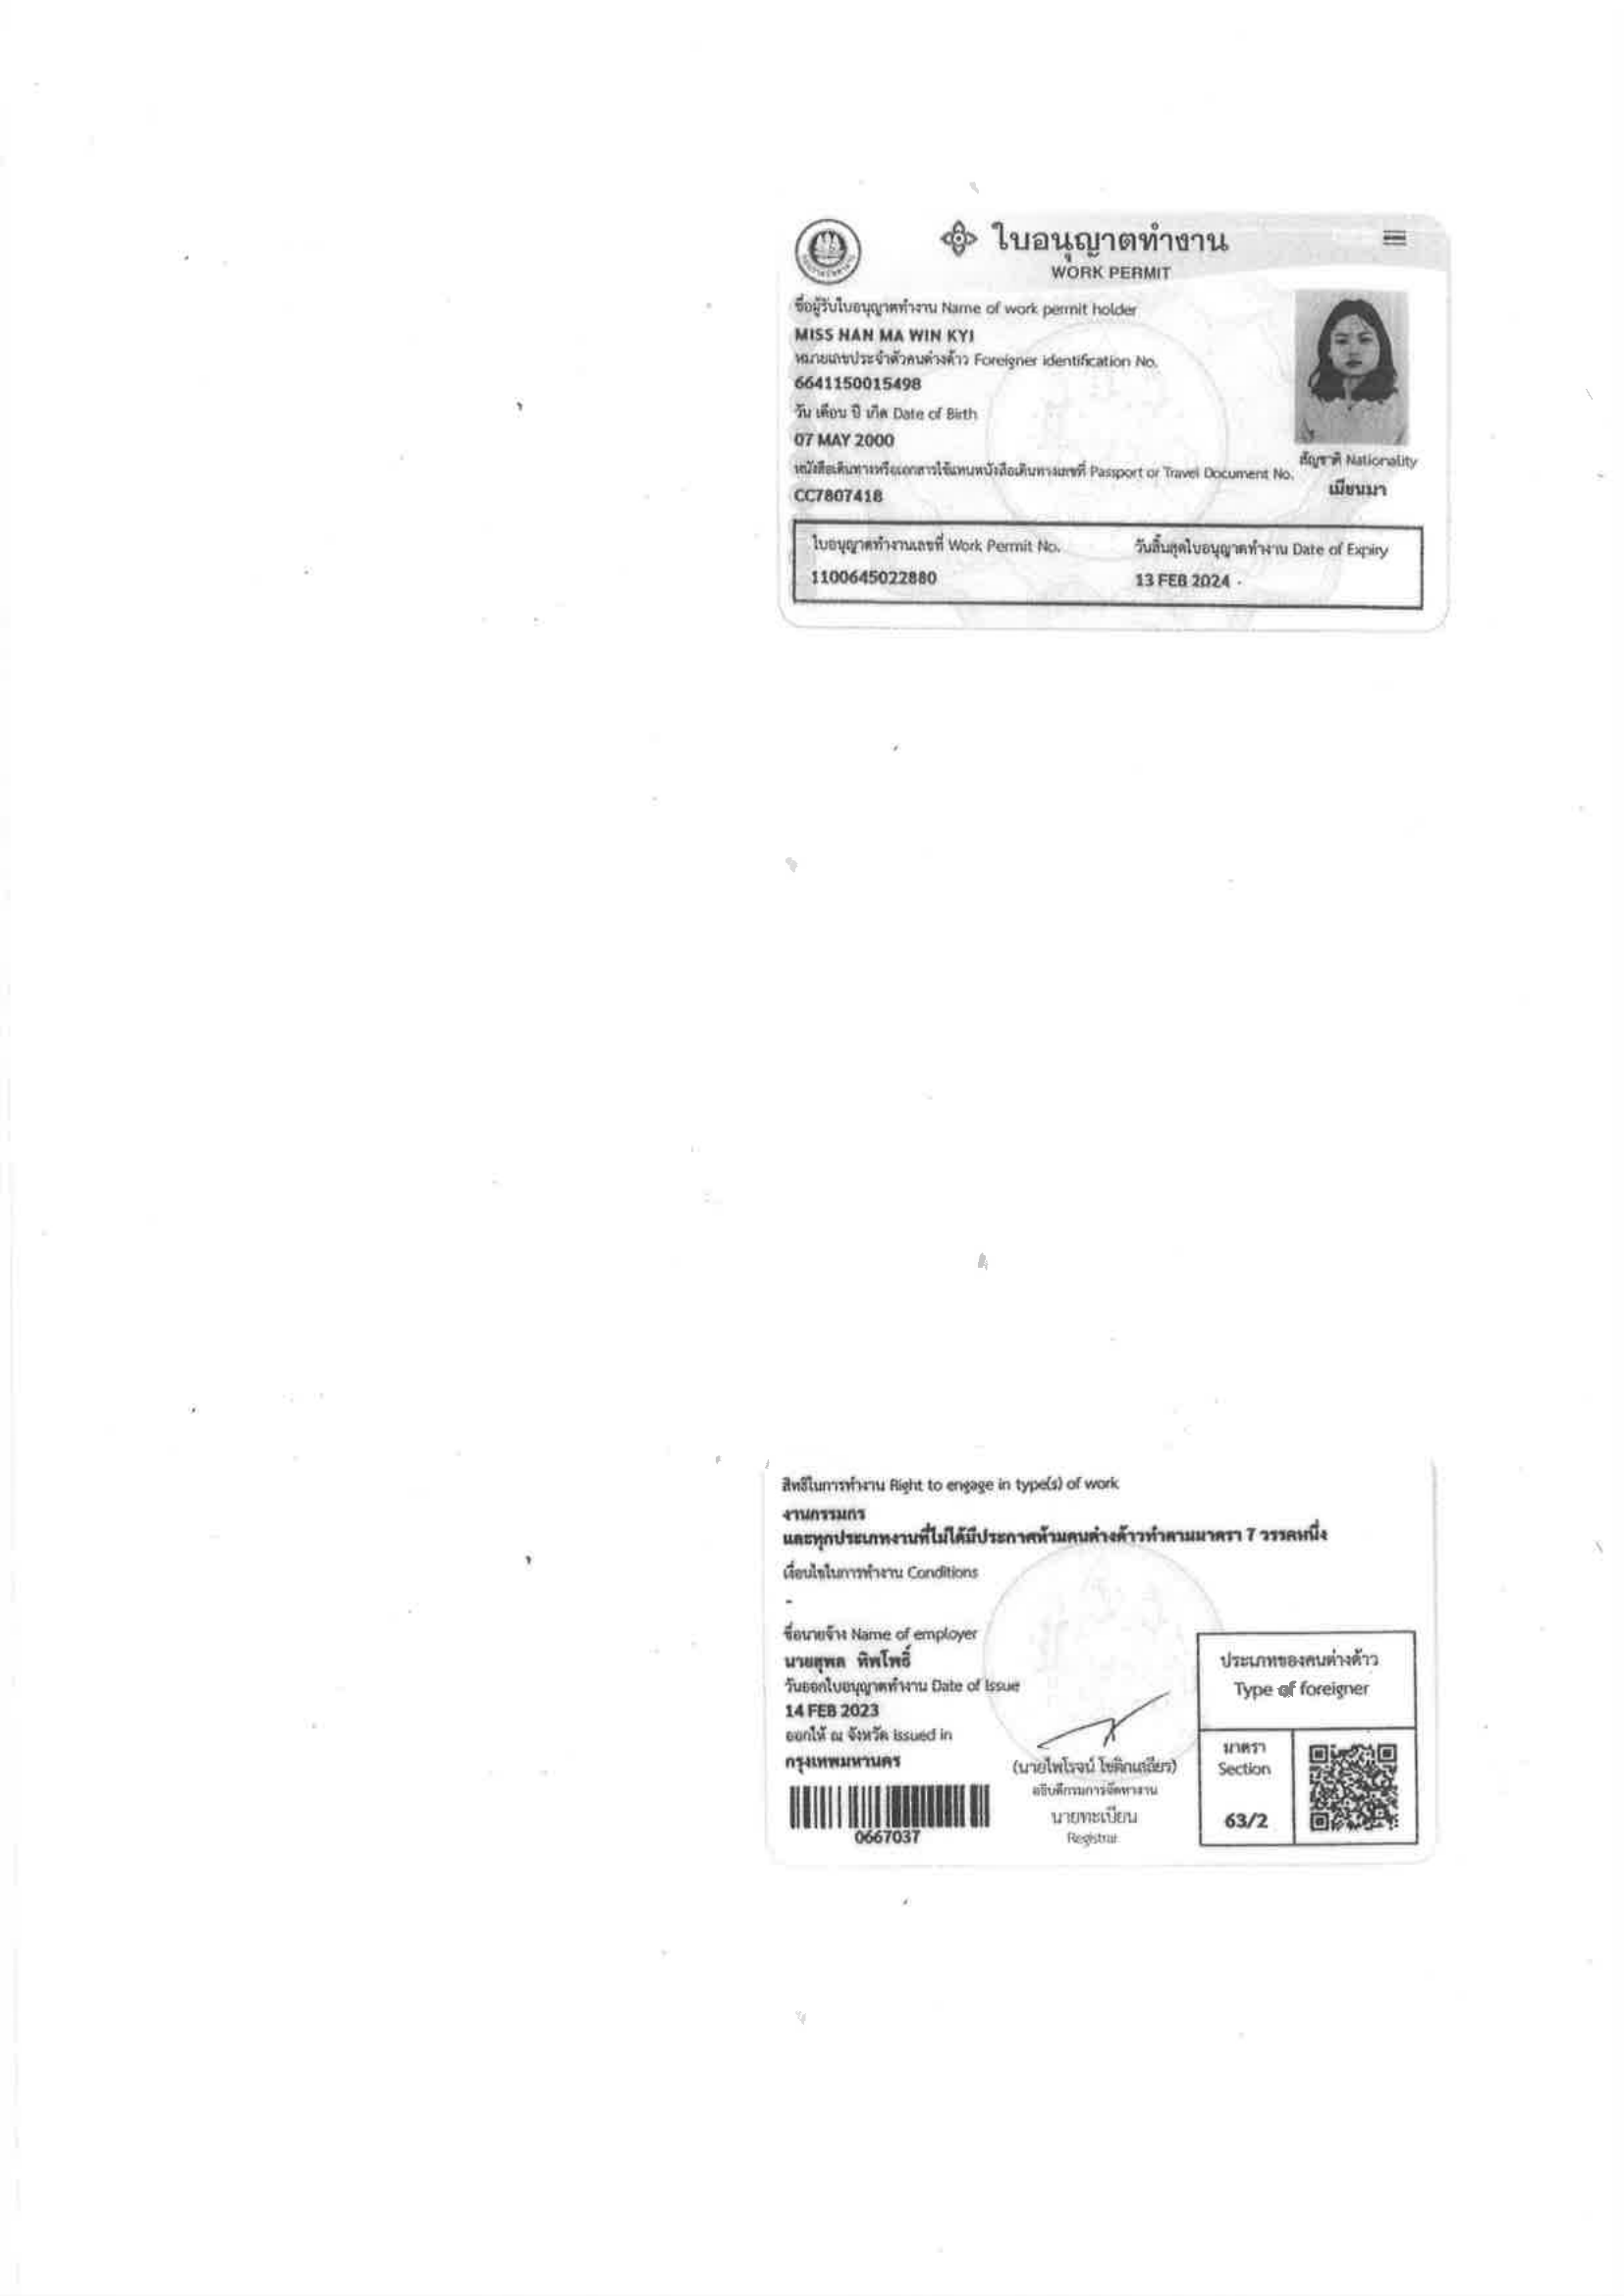 ใบอนุญาตทำงาน
WORK PERMIT
ชื่อผู้รับใบอนุญาตทำงาน Name of work permit holder
MISS NAN MA WIN KYI
หมายเลขประจำตัวคนต่างด้าว Foreigner identification No.
6641150015498
วัน เดือน ปี เกิด Date of Birth
07 MAY 2000
หนังสือเดินทางหรือเอกสารใช้แทนหนังสือเดินทางเลขที่ Passport or Travel Document No.
CC7807418
สัญชาติ Nationality
เมียนมา
ใบอนุญาตทำงานเลขที่ Work Permit No.
1100645022880
วันสิ้นสุดใบอนุญาตทำงาน Date of Expiry
13 FEB 2024
สิทธิในการทำงาน Right to engage in type(s) of work
งานกรรมกร
และทุกประเภทงานที่ไม่ได้มีประกาศห้ามคนต่างด้าวทำตามมาตรา 7 วรรคหนึ่ง
เงื่อนไขในการทำงาน Conditions
-
ชื่อนายจ้าง Name of employer
นายสุพล ทิพโพธิ์
วันออกใบอนุญาตทำงาน Date of Issue
14 FEB 2023
ออกให้ ณ จังหวัด Issued in
กรุงเทพมหานคร
0667037
(นายไพโรจน์ โชติกเสถียร)
อธิบดีกรมการจัดหางาน
นายทะเบียน
Registrar
ประเภทของคนต่างด้าว
Type of foreigner
มาตรา
Section
63/2